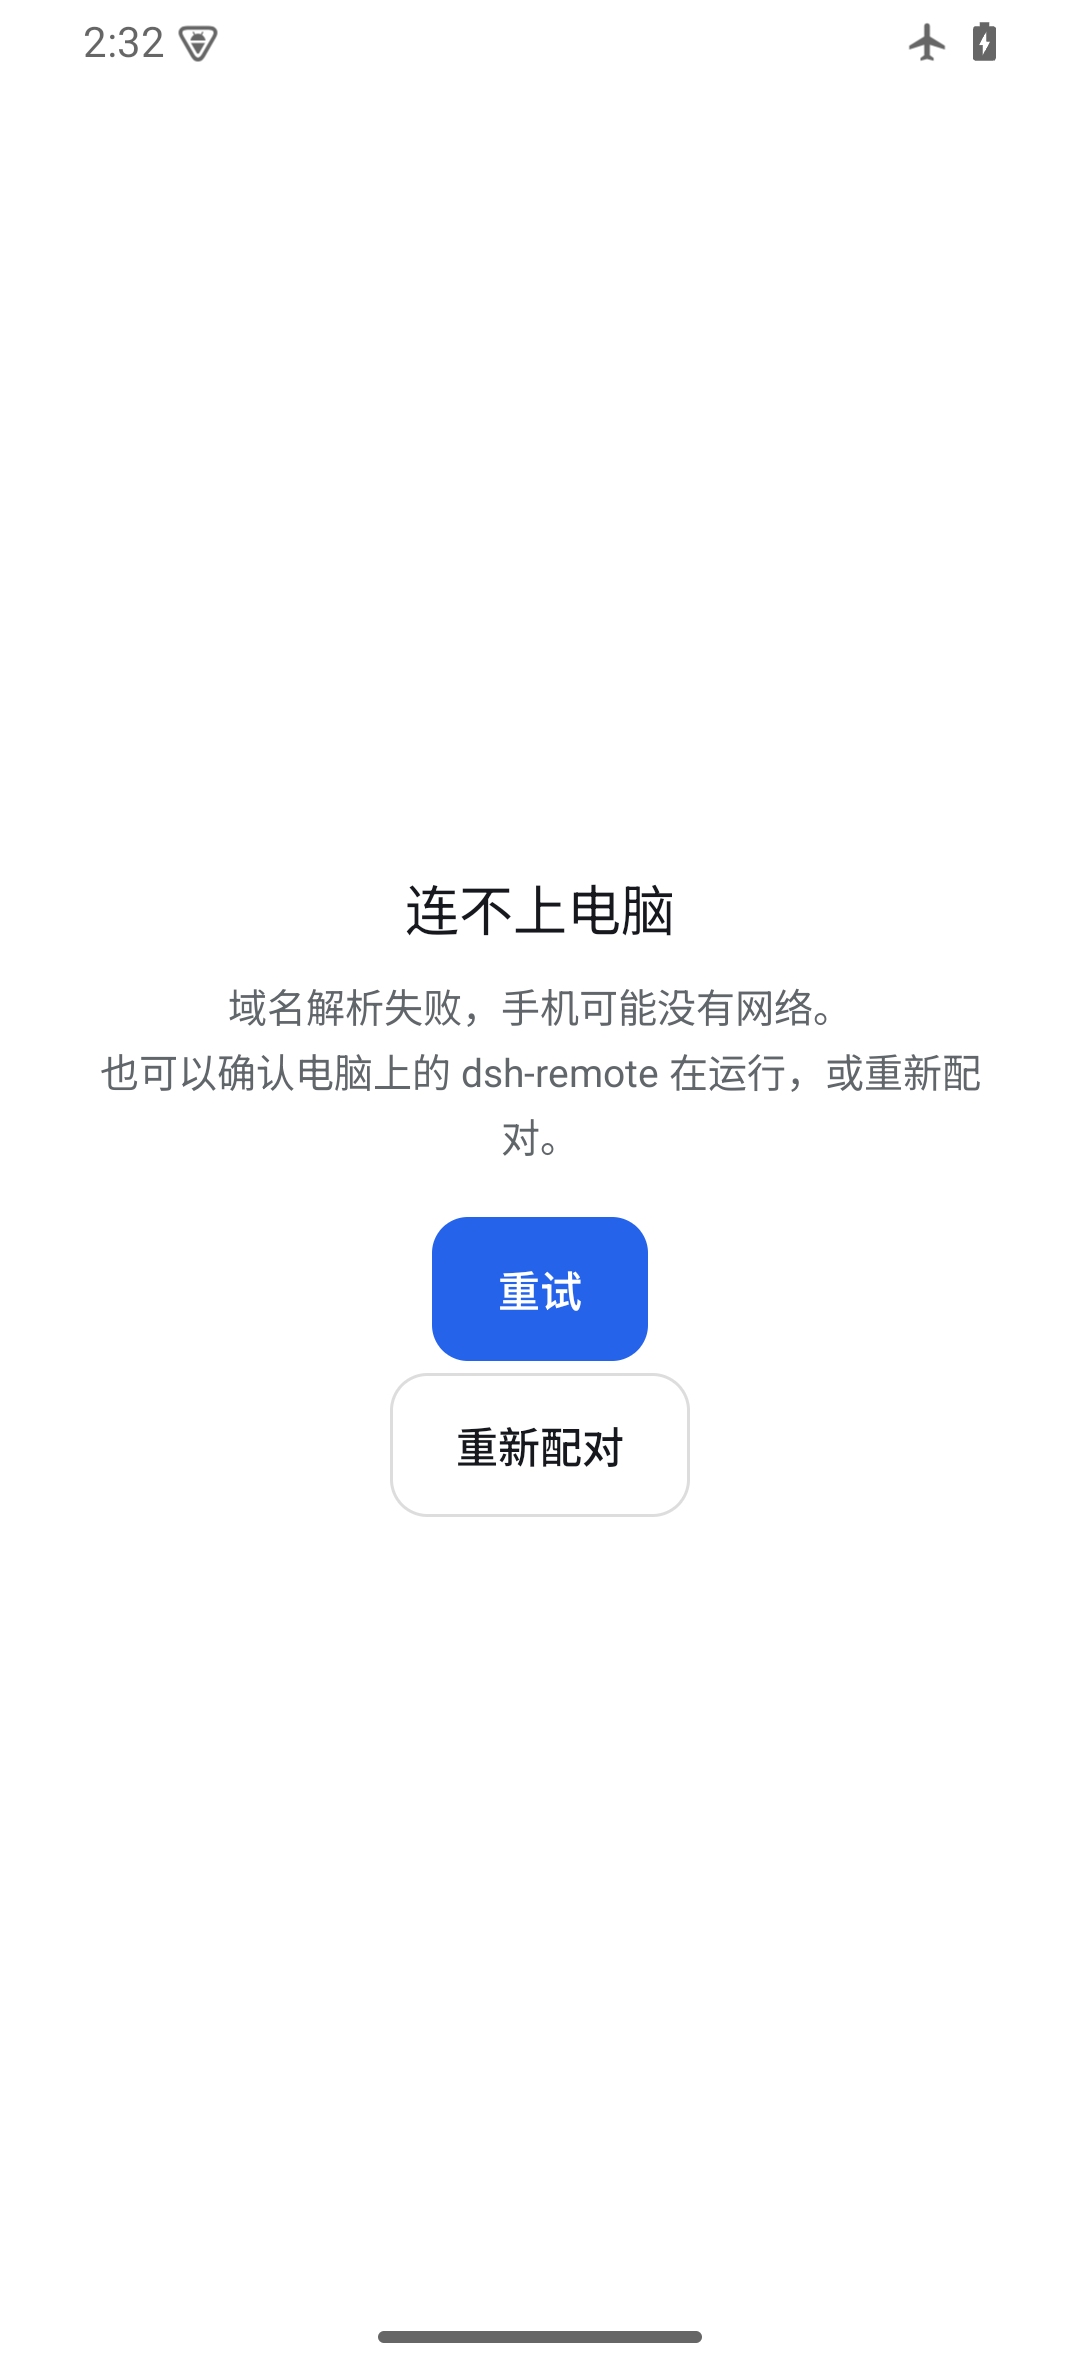 2:32
连不上电脑
域名解析失败，手机可能没有网络。
也可以确认电脑上的 dsh-remote 在运行，或重新配
对。
重试
重新配对